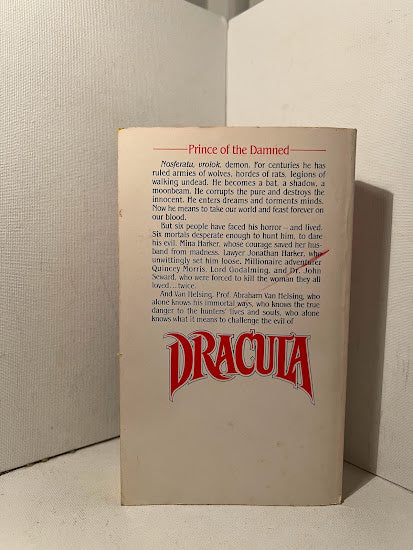 Prince of the Damned
Nosferatu, vrolok, demon. For centuries he has
ruled armies of wolves, hordes of rats, legions of
walking undead. He becomes a bat, a shadow, a
moonbeam. He corrupts the pure and destroys the
innocent. He enters dreams and torments minds.
Now he means to take our world and feast forever on
our blood.
But six people have faced his horror—and lived.
Six mortals desperate enough to hunt him, to dare
his evil. Mina Harker, whose courage saved her hus-
band from madness. Lawyer Jonathan Harker, who
unwittingly set him loose. Millionaire adventurer
Quincey Morris, Lord Godalming, and Dr. John
Seward, who were forced to kill the woman they all
loved....twice.
And Van Helsing. Prof. Abraham Van Helsing, who
alone knows his immortal ways, who knows the true
danger to the hunters' lives and souls, who alone
knows what it means to challenge the evil of
DRACULA